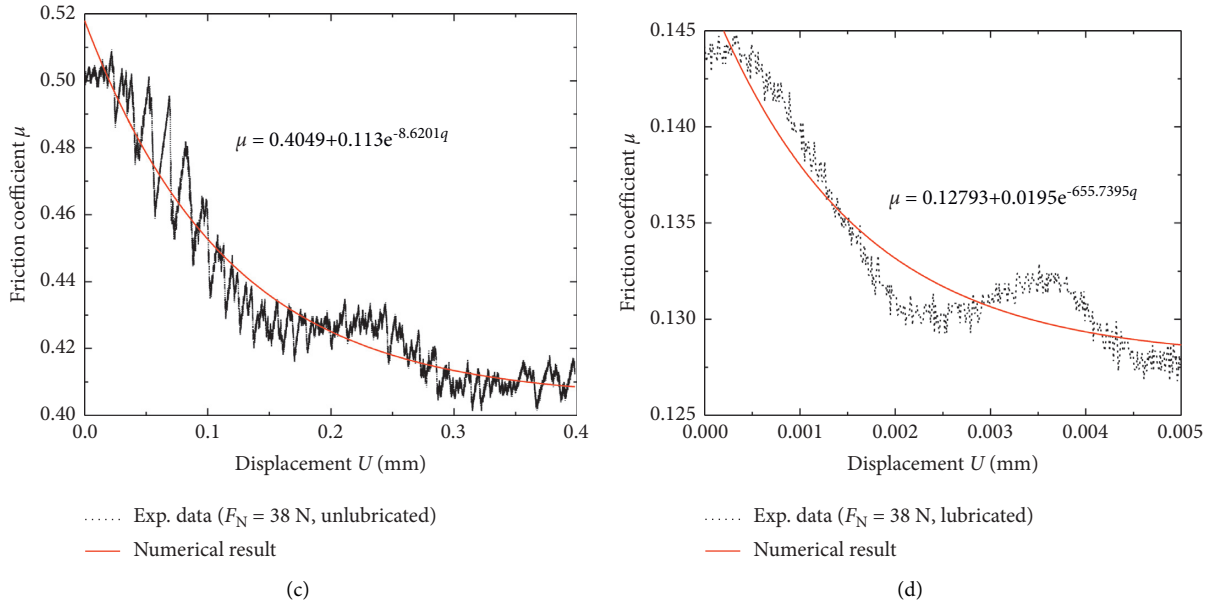 0.52
0.50
0.48
0.46
0.44
0.42
0.40
Friction coefficient μ
μ = 0.4049+0.113e^-8.6201q
0.0 0.1 0.2 0.3 0.4
Displacement U (mm)
Exp. data (F_N = 38 N, unlubricated)
Numerical result
(c)
0.145
0.140
0.135
0.130
0.125
Friction coefficient μ
μ = 0.12793+0.0195e^-655.7395q
0.000 0.001 0.002 0.003 0.004 0.005
Displacement U (mm)
Exp. data (F_N = 38 N, lubricated)
Numerical result
(d)